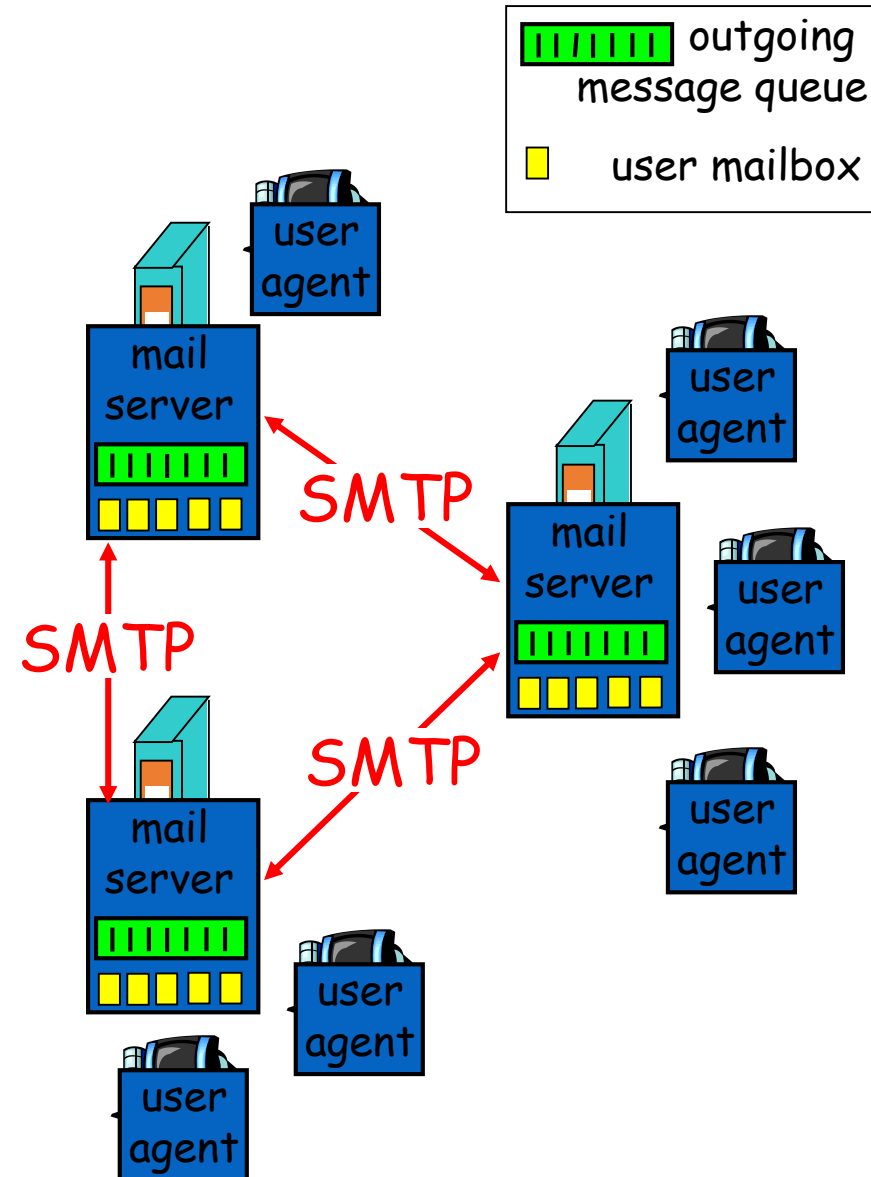 outgoing
message queue
user mailbox
user
agent
mail
server
user
agent
SMTP
mail
server
user
agent
SMTP
SMTP
mail
server
user
agent
user
agent
user
agent